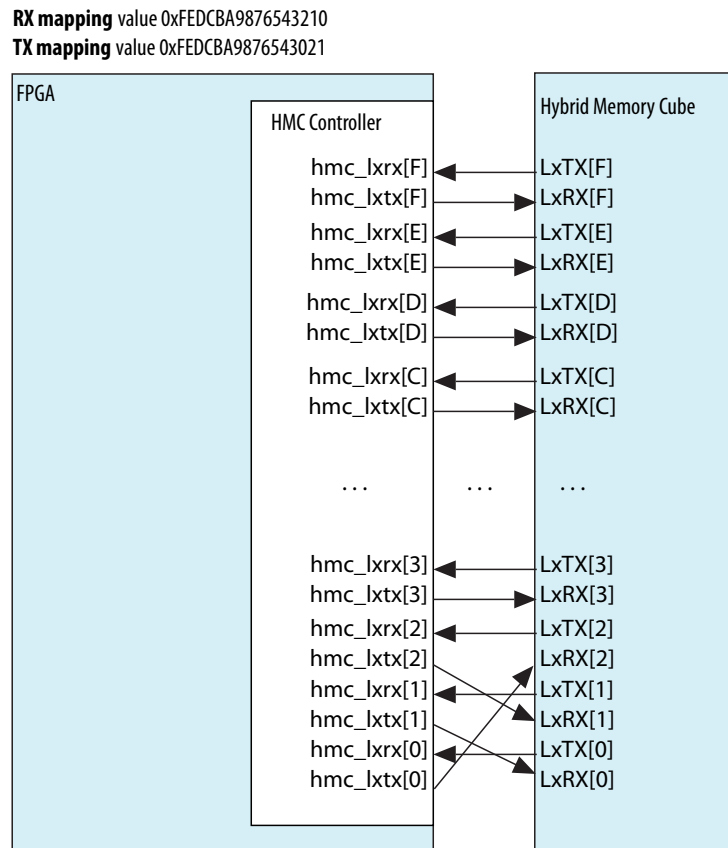 RX mapping value 0xFEDCBA9876543210
TX mapping value 0xFEDCBA9876543021
FPGA
HMC Controller
Hybrid Memory Cube
hmc_lxrx[F] LxTX[F]
hmc_lxtx[F] LxRX[F]
hmc_lxrx[E] LxTX[E]
hmc_lxtx[E] LxRX[E]
hmc_lxrx[D] LxTX[D]
hmc_lxtx[D] LxRX[D]
hmc_lxrx[C] LxTX[C]
hmc_lxtx[C] LxRX[C]
... ... ...
hmc_lxrx[3] LxTX[3]
hmc_lxtx[3] LxRX[3]
hmc_lxrx[2] LxTX[2]
hmc_lxtx[2] LxRX[2]
hmc_lxrx[1] LxTX[1]
hmc_lxtx[1] LxRX[1]
hmc_lxrx[0] LxTX[0]
hmc_lxtx[0] LxRX[0]